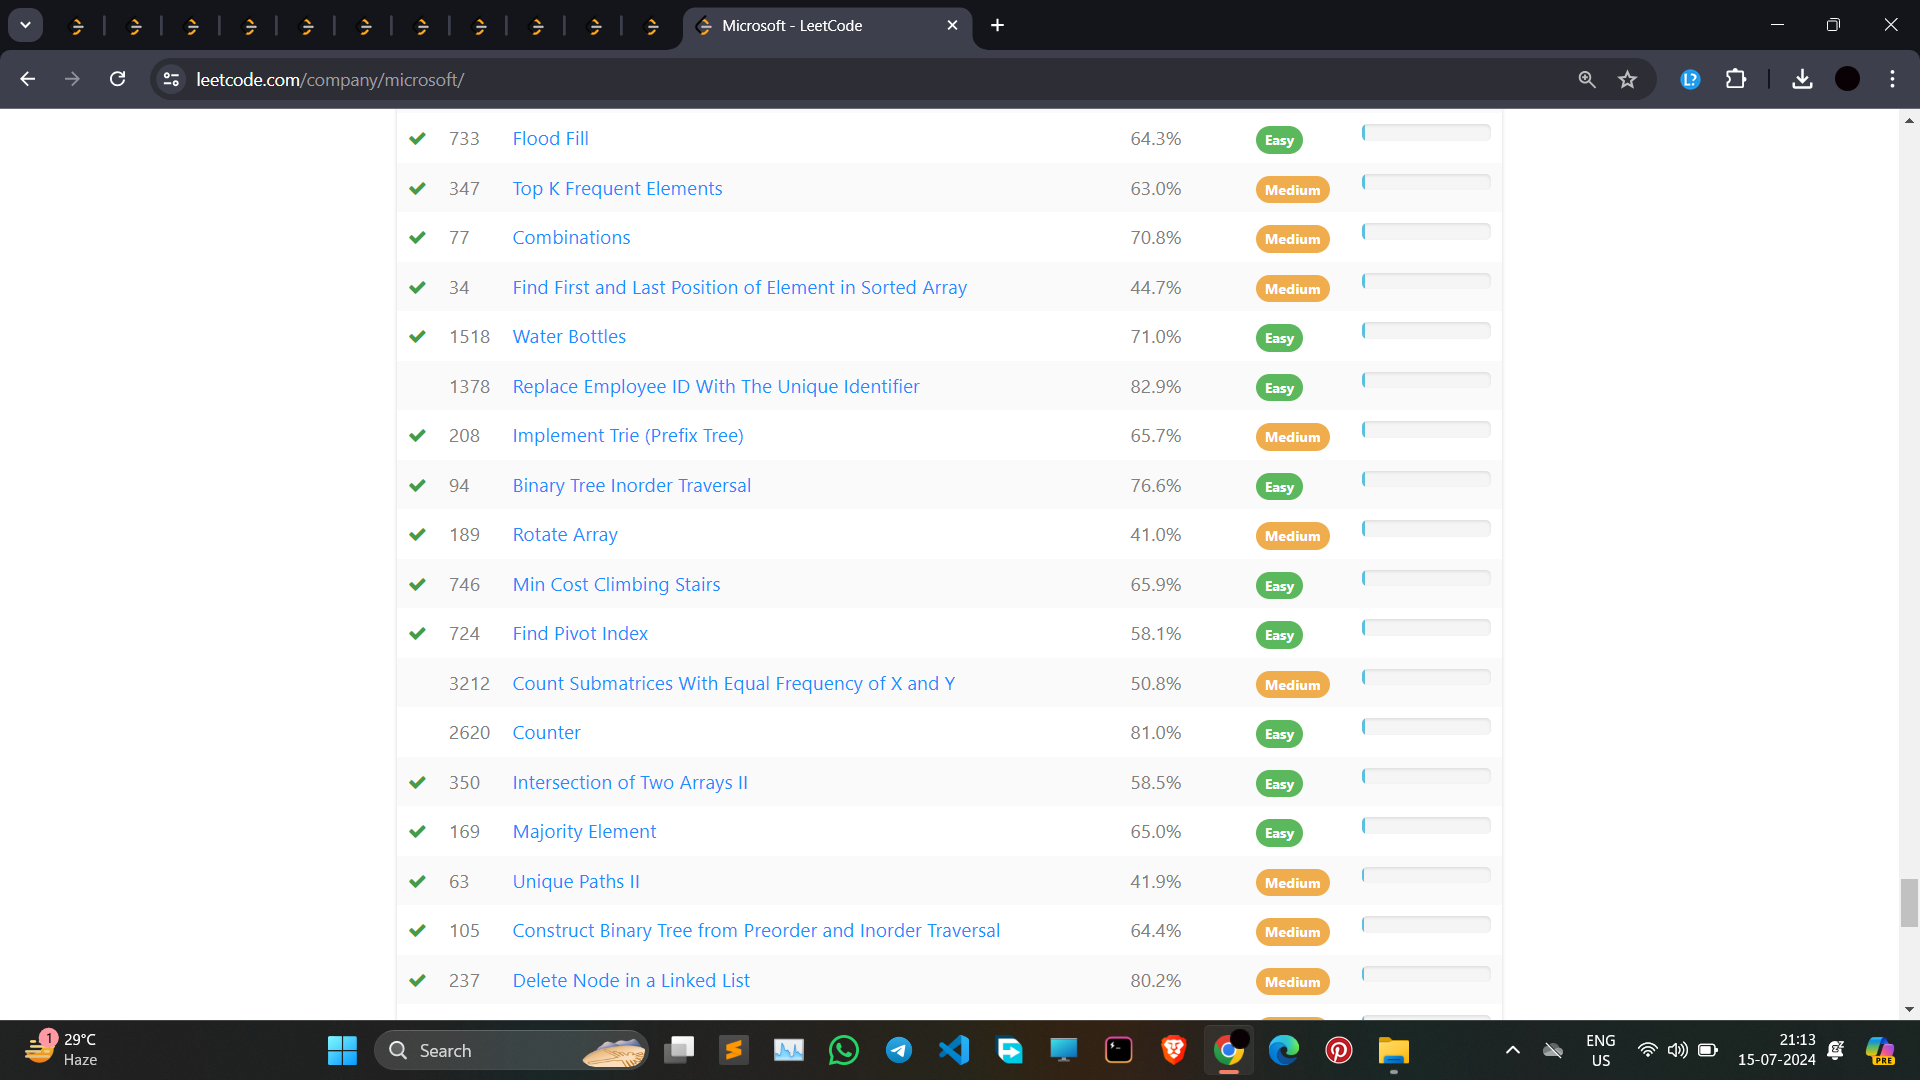 Microsoft - LeetCode
leetcode.com/company/microsoft/
L?
733 Flood Fill 64.3% Easy
347 Top K Frequent Elements 63.0% Medium
77 Combinations 70.8% Medium
34 Find First and Last Position of Element in Sorted Array 44.7% Medium
1518 Water Bottles 71.0% Easy
1378 Replace Employee ID With The Unique Identifier 82.9% Easy
208 Implement Trie (Prefix Tree) 65.7% Medium
94 Binary Tree Inorder Traversal 76.6% Easy
189 Rotate Array 41.0% Medium
746 Min Cost Climbing Stairs 65.9% Easy
724 Find Pivot Index 58.1% Easy
3212 Count Submatrices With Equal Frequency of X and Y 50.8% Medium
2620 Counter 81.0% Easy
350 Intersection of Two Arrays II 58.5% Easy
169 Majority Element 65.0% Easy
63 Unique Paths II 41.9% Medium
105 Construct Binary Tree from Preorder and Inorder Traversal 64.4% Medium
237 Delete Node in a Linked List 80.2% Medium
1 29°C
Haze
Search
ENG
US
21:13
15-07-2024
PRE